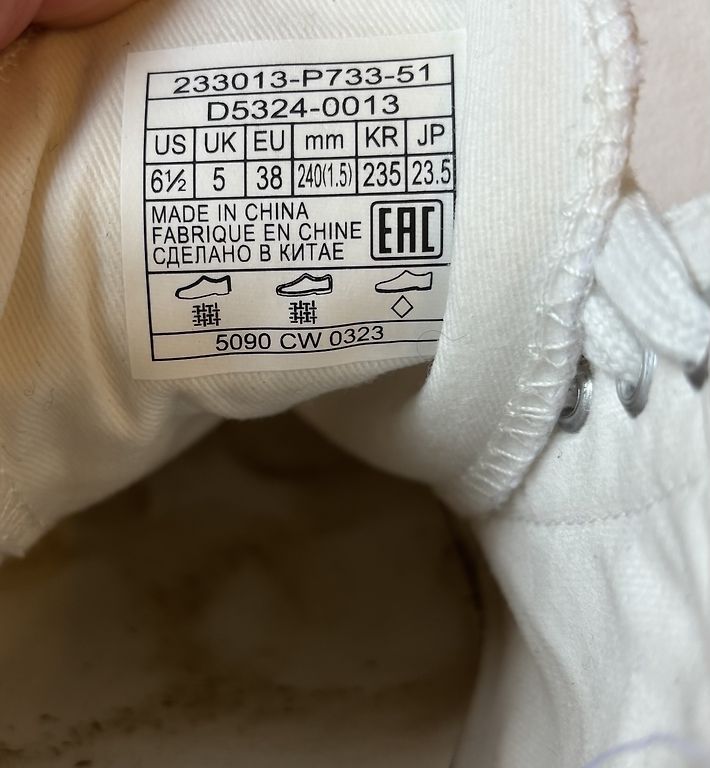 233013-P733-51
D5324-0013
US UK EU mm KR JP
6½ 5 38 240(1.5) 235 23.5
MADE IN CHINA
FABRIQUE EN CHINE
СДЕЛАНО В КИТАЕ
EAC
5090 CW 0323